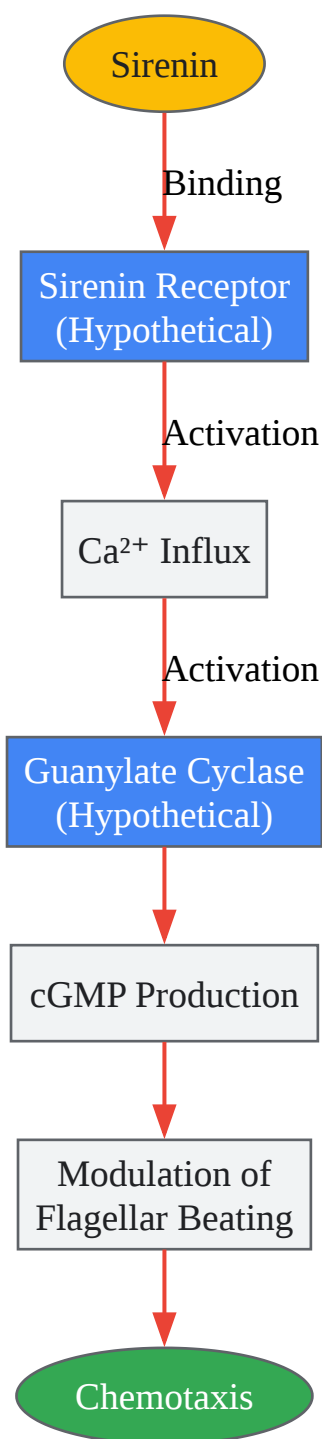 Sirenin
Binding
Sirenin Receptor
(Hypothetical)
Activation
Ca²⁺ Influx
Activation
Guanylate Cyclase
(Hypothetical)
cGMP Production
Modulation of
Flagellar Beating
Chemotaxis